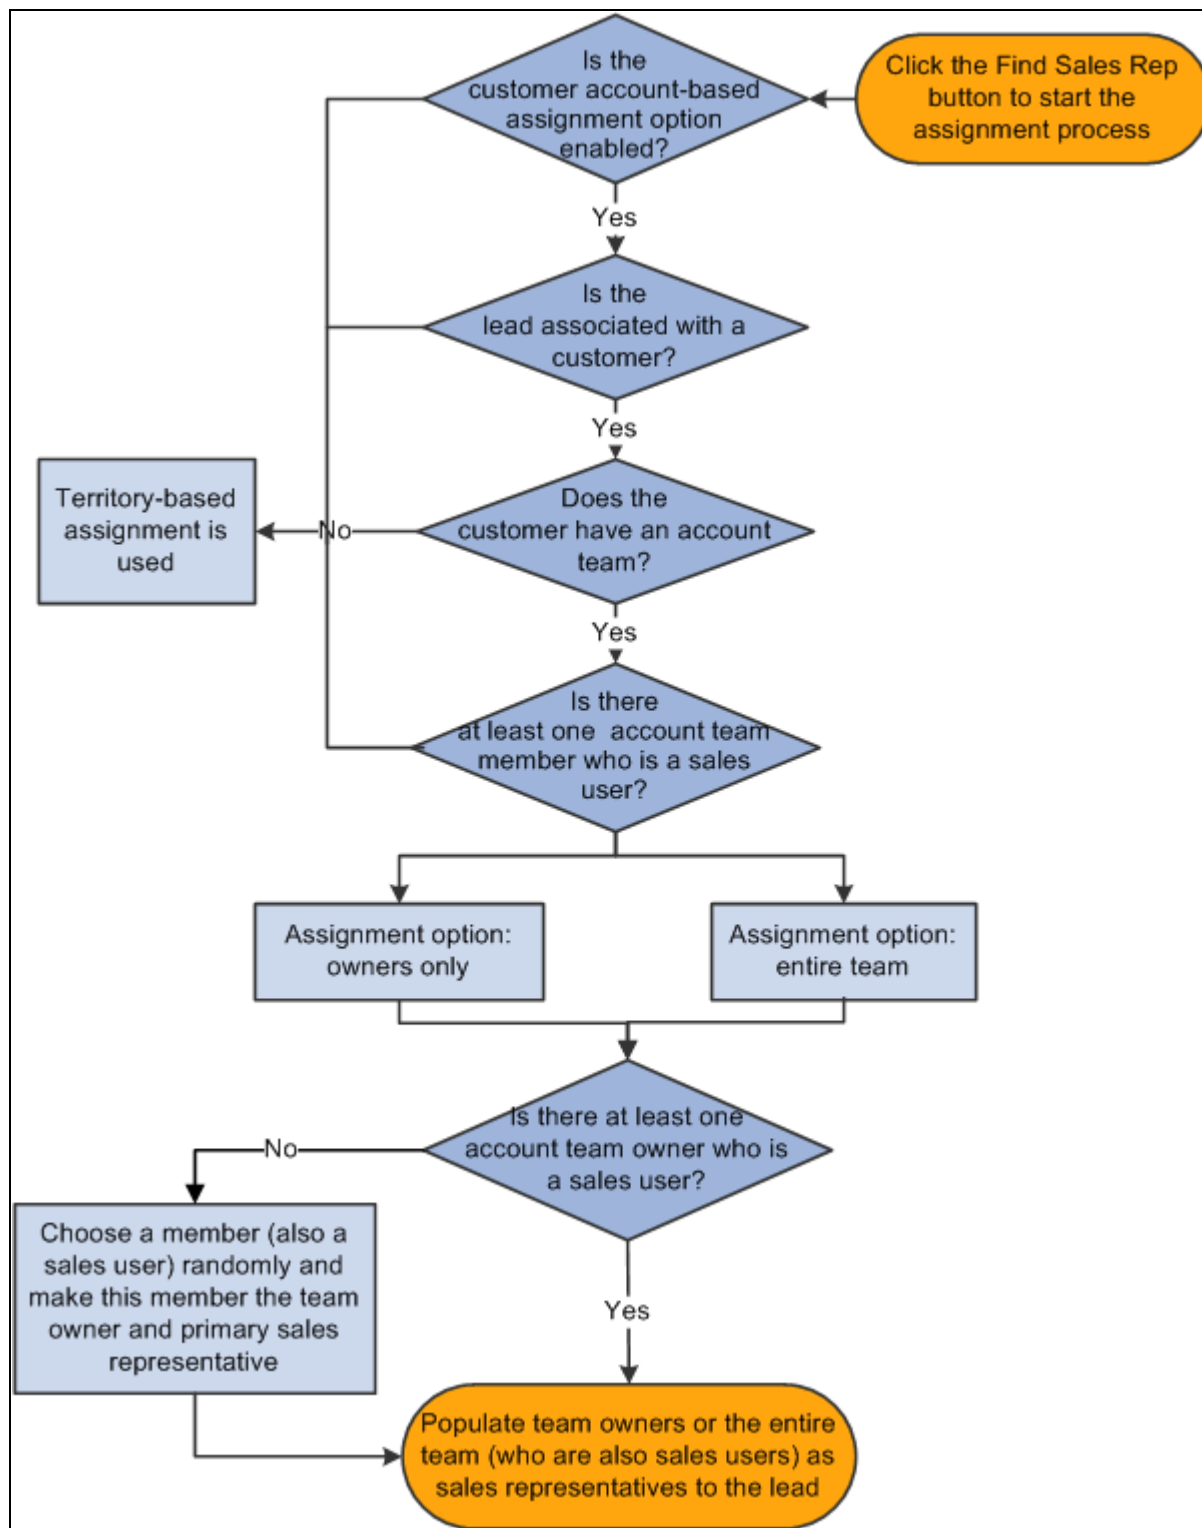 Click the Find Sales Rep
button to start the
assignment process
Is the
customer account-based
assignment option
enabled?
Yes
Is the
lead associated with a
customer?
Yes
Does the
customer have an account
team?
No
Territory-based
assignment is
used
Yes
Is there
at least one account team
member who is a sales
user?
Assignment option:
owners only
Assignment option:
entire team
Is there at least one
account team owner who is
a sales user?
No
Choose a member (also a
sales user) randomly and
make this member the team
owner and primary sales
representative
Yes
Populate team owners or the entire
team (who are also sales users) as
sales representatives to the lead